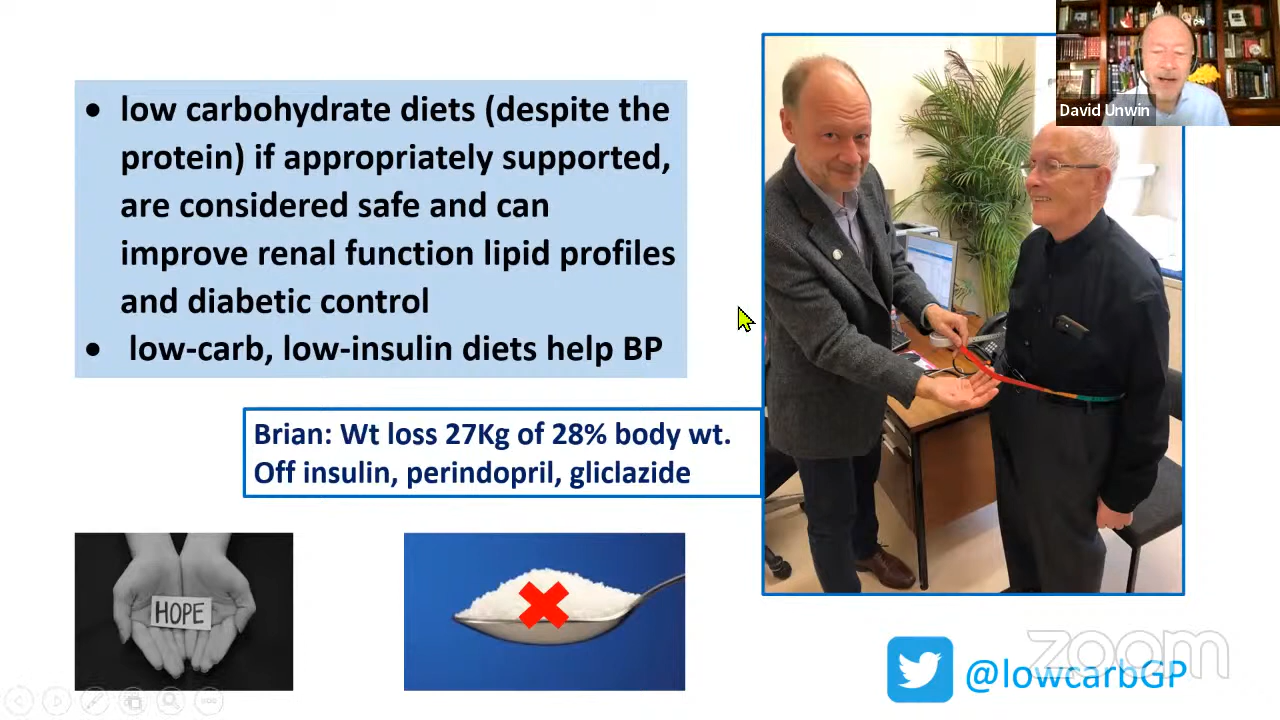 David Unwin
• low carbohydrate diets (despite the
protein) if appropriately supported,
are considered safe and can
improve renal function lipid profiles
and diabetic control
• low-carb, low-insulin diets help BP
Brian: Wt loss 27Kg of 28% body wt.
Off insulin, perindopril, gliclazide
HOPE
@lowcarbGP
zoom